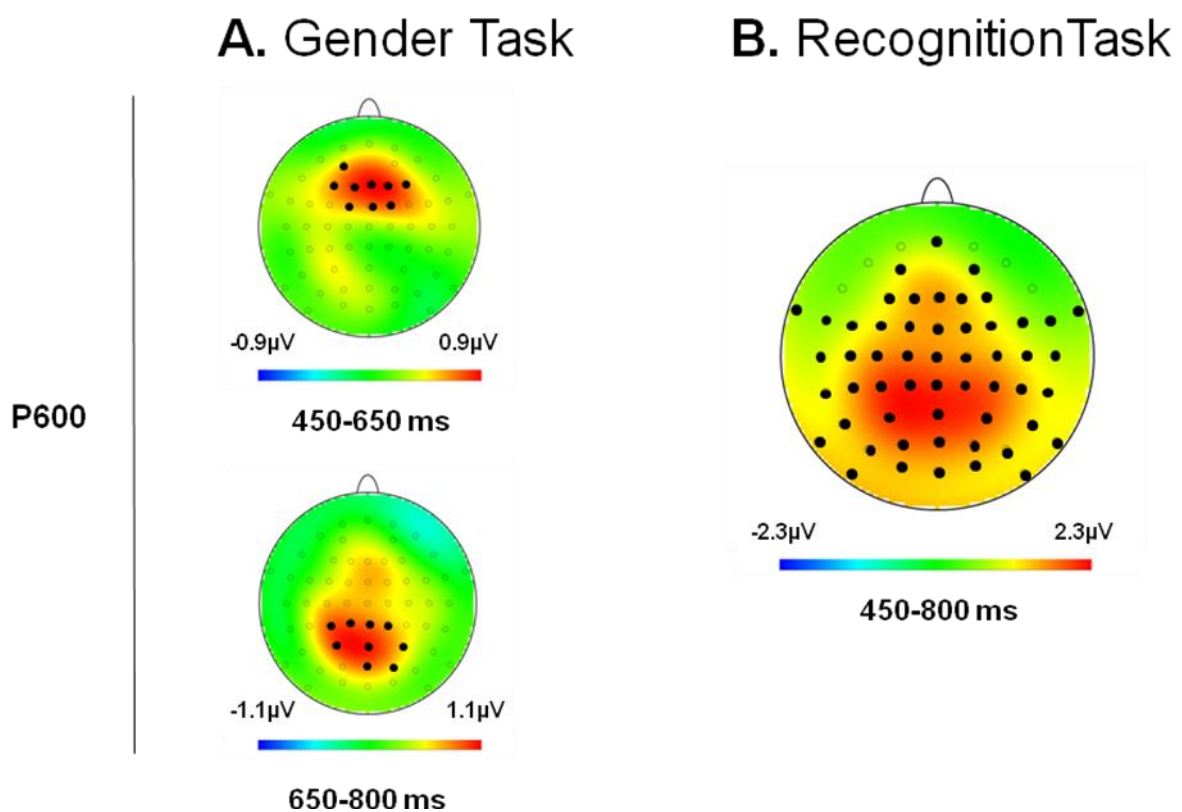 A. Gender Task
B. RecognitionTask
P600
-0.9µV 0.9µV
450-650 ms
-1.1µV 1.1µV
650-800 ms
-2.3µV 2.3µV
450-800 ms